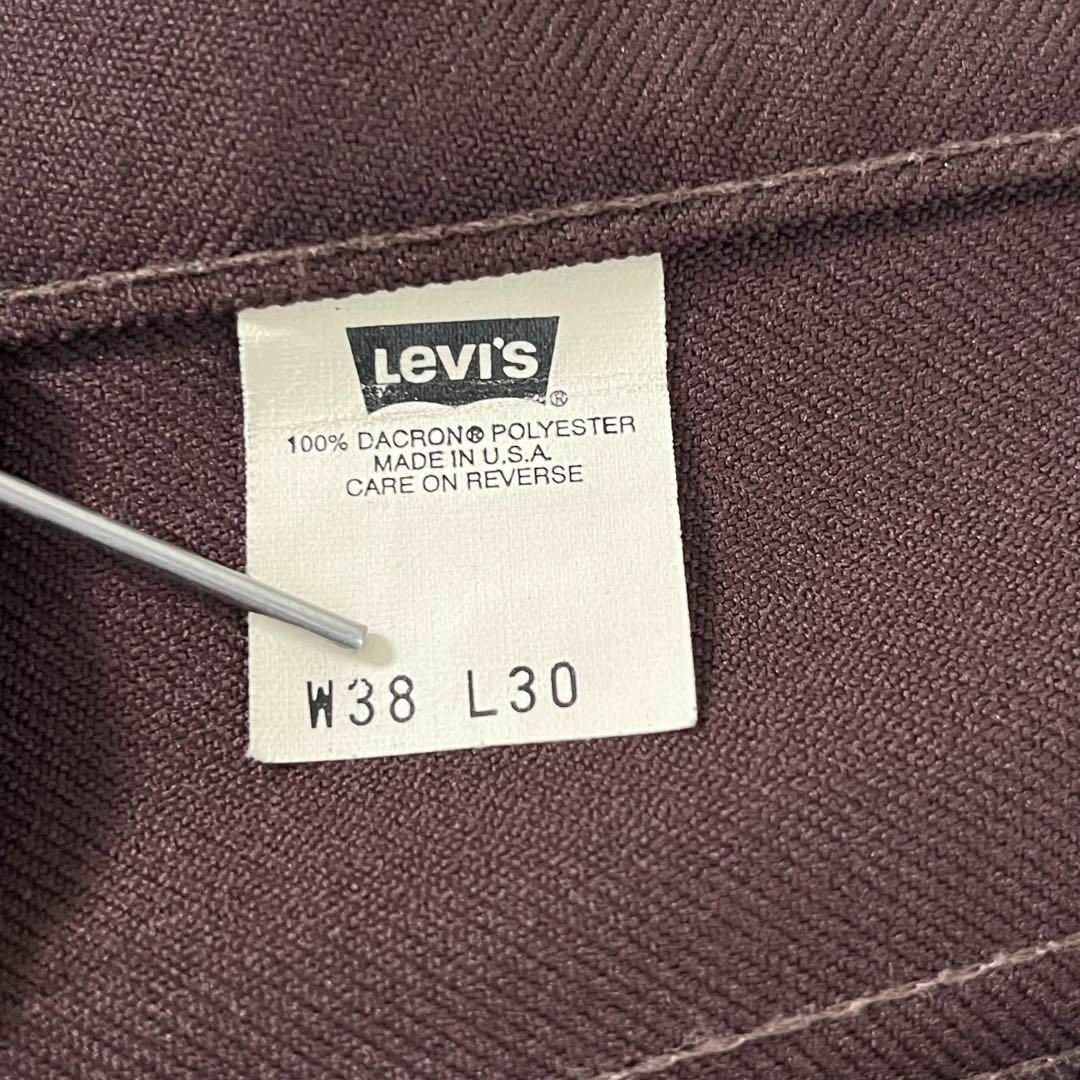 LEVI'S ®
100% DACRON® POLYESTER
MADE IN U.S.A.
CARE ON REVERSE
W38 L30